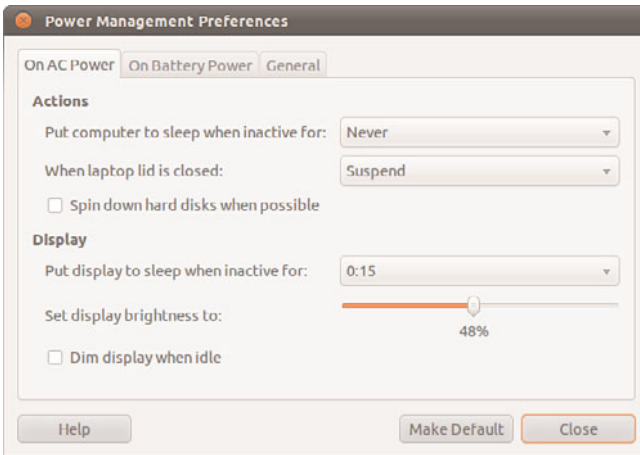 Power Management Preferences
On AC Power On Battery Power General
Actions
Put computer to sleep when inactive for: Never
When laptop lid is closed: Suspend
Spin down hard disks when possible
Display
Put display to sleep when inactive for: 0:15
Set display brightness to:
48%
Dim display when idle
Help Make Default Close